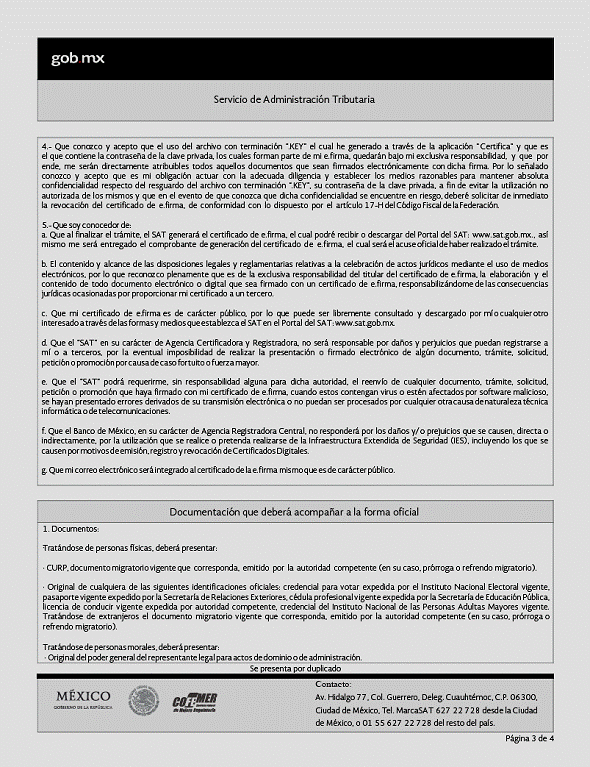 gob mx
Servicio de Administración Tributaria
4.- Que conozco y acepto que el uso del archivo con terminación ".KEY" el cual he generado a través de la aplicación "Certifica" y que es
el que contiene la contraseña de la clave privada, los cuales forman parte de mi e.firma, quedarán bajo mi exclusiva responsabilidad, y que por
ende, me serán directamente atribuibles todos aquellos documentos que sean firmados electrónicamente con dicha firma. Por lo señalado
conozco y acepto que es mi obligación actuar con la adecuada diligencia y establecer los medios razonables para mantener absoluta
confidencialidad respecto del resguardo del archivo con terminación ".KEY", su contraseña de la clave privada, a fin de evitar la utilización no
autorizada de los mismos y que en el evento de que conozca que dicha confidencialidad se encuentre en riesgo, deberé solicitar de inmediato
la revocación del certificado de e.firma, de conformidad con lo dispuesto por el artículo 17-H del Código Fiscal de la Federación.
5.- Que soy conocedor de:
a. Que al finalizar el trámite, el SAT generará el certificado de e.firma, el cual podré recibir o descargar del Portal del SAT: www.sat.gob.mx., así
mismo me será entregado el comprobante de generación del certificado de e.firma, el cual será el acuse oficial de haber realizado el trámite.
b. El contenido y alcance de las disposiciones legales y reglamentarias relativas a la celebración de actos jurídicos mediante el uso de medios
electrónicos, por lo que reconozco plenamente que es de la exclusiva responsabilidad del titular del certificado de e.firma, la elaboración y el
contenido de todo documento electrónico o digital que sea firmado con un certificado de e.firma, responsabilizándome de las consecuencias
jurídicas ocasionadas por proporcionar mi certificado a un tercero.
c. Que mi certificado de e.firma es de carácter público, por lo que puede ser libremente consultado y descargado por mí o cualquier otro
interesado a través de las formas y medios que establezca el SAT en el Portal del SAT: www.sat.gob.mx.
d. Que el "SAT" en su carácter de Agencia Certificadora y Registradora, no será responsable por daños y perjuicios que puedan registrarse a
mí o a terceros, por la eventual imposibilidad de realizar la presentación o firmado electrónico de algún documento, trámite, solicitud,
petición o promoción por causa de caso fortuito o fuerza mayor.
e. Que el "SAT" podrá requerirme, sin responsabilidad alguna para dicha autoridad, el reenvío de cualquier documento, trámite, solicitud,
petición o promoción que haya firmado con mi certificado de e.firma, cuando estos contengan virus o estén afectados por software malicioso,
se hayan presentado errores derivados de su transmisión electrónica o no puedan ser procesados por cualquier otra causa de naturaleza técnica
informática o de telecomunicaciones.
f. Que el Banco de México, en su carácter de Agencia Registradora Central, no responderá por los daños y/o prejuicios que se causen, directa o
indirectamente, por la utilización que se realice o pretenda realizarse de la Infraestructura Extendida de Seguridad (IES), incluyendo los que se
causen por motivos de emisión, registro y revocación de Certificados Digitales.
g. Que mi correo electrónico será integrado al certificado de la e.firma mismo que es de carácter público.
Documentación que deberá acompañar a la forma oficial
1. Documentos:
Tratándose de personas físicas, deberá presentar:
· CURP, documento migratorio vigente que corresponda, emitido por la autoridad competente (en su caso, prórroga o refrendo migratorio).
· Original de cualquiera de las siguientes identificaciones oficiales: credencial para votar expedida por el Instituto Nacional Electoral vigente,
pasaporte vigente expedido por la Secretaría de Relaciones Exteriores, cédula profesional vigente expedida por la Secretaría de Educación Pública,
licencia de conducir vigente expedida por autoridad competente, credencial del Instituto Nacional de las Personas Adultas Mayores vigente.
Tratándose de extranjeros el documento migratorio vigente que corresponda, emitido por la autoridad competente (en su caso, prórroga o
refrendo migratorio).
Tratándose de personas morales, deberá presentar:
· Original del poder general del representante legal para actos de dominio o de administración.
Se presenta por duplicado
MÉXICO
GOBIERNO DE LA REPÚBLICA
COFEMER
Contacto:
Av. Hidalgo 77, Col. Guerrero, Deleg. Cuauhtémoc, C.P. 06300,
Ciudad de México, Tel. MarcaSAT 627 22 728 desde la Ciudad
de México, o 01 55 627 22 728 del resto del país.
Página 3 de 4